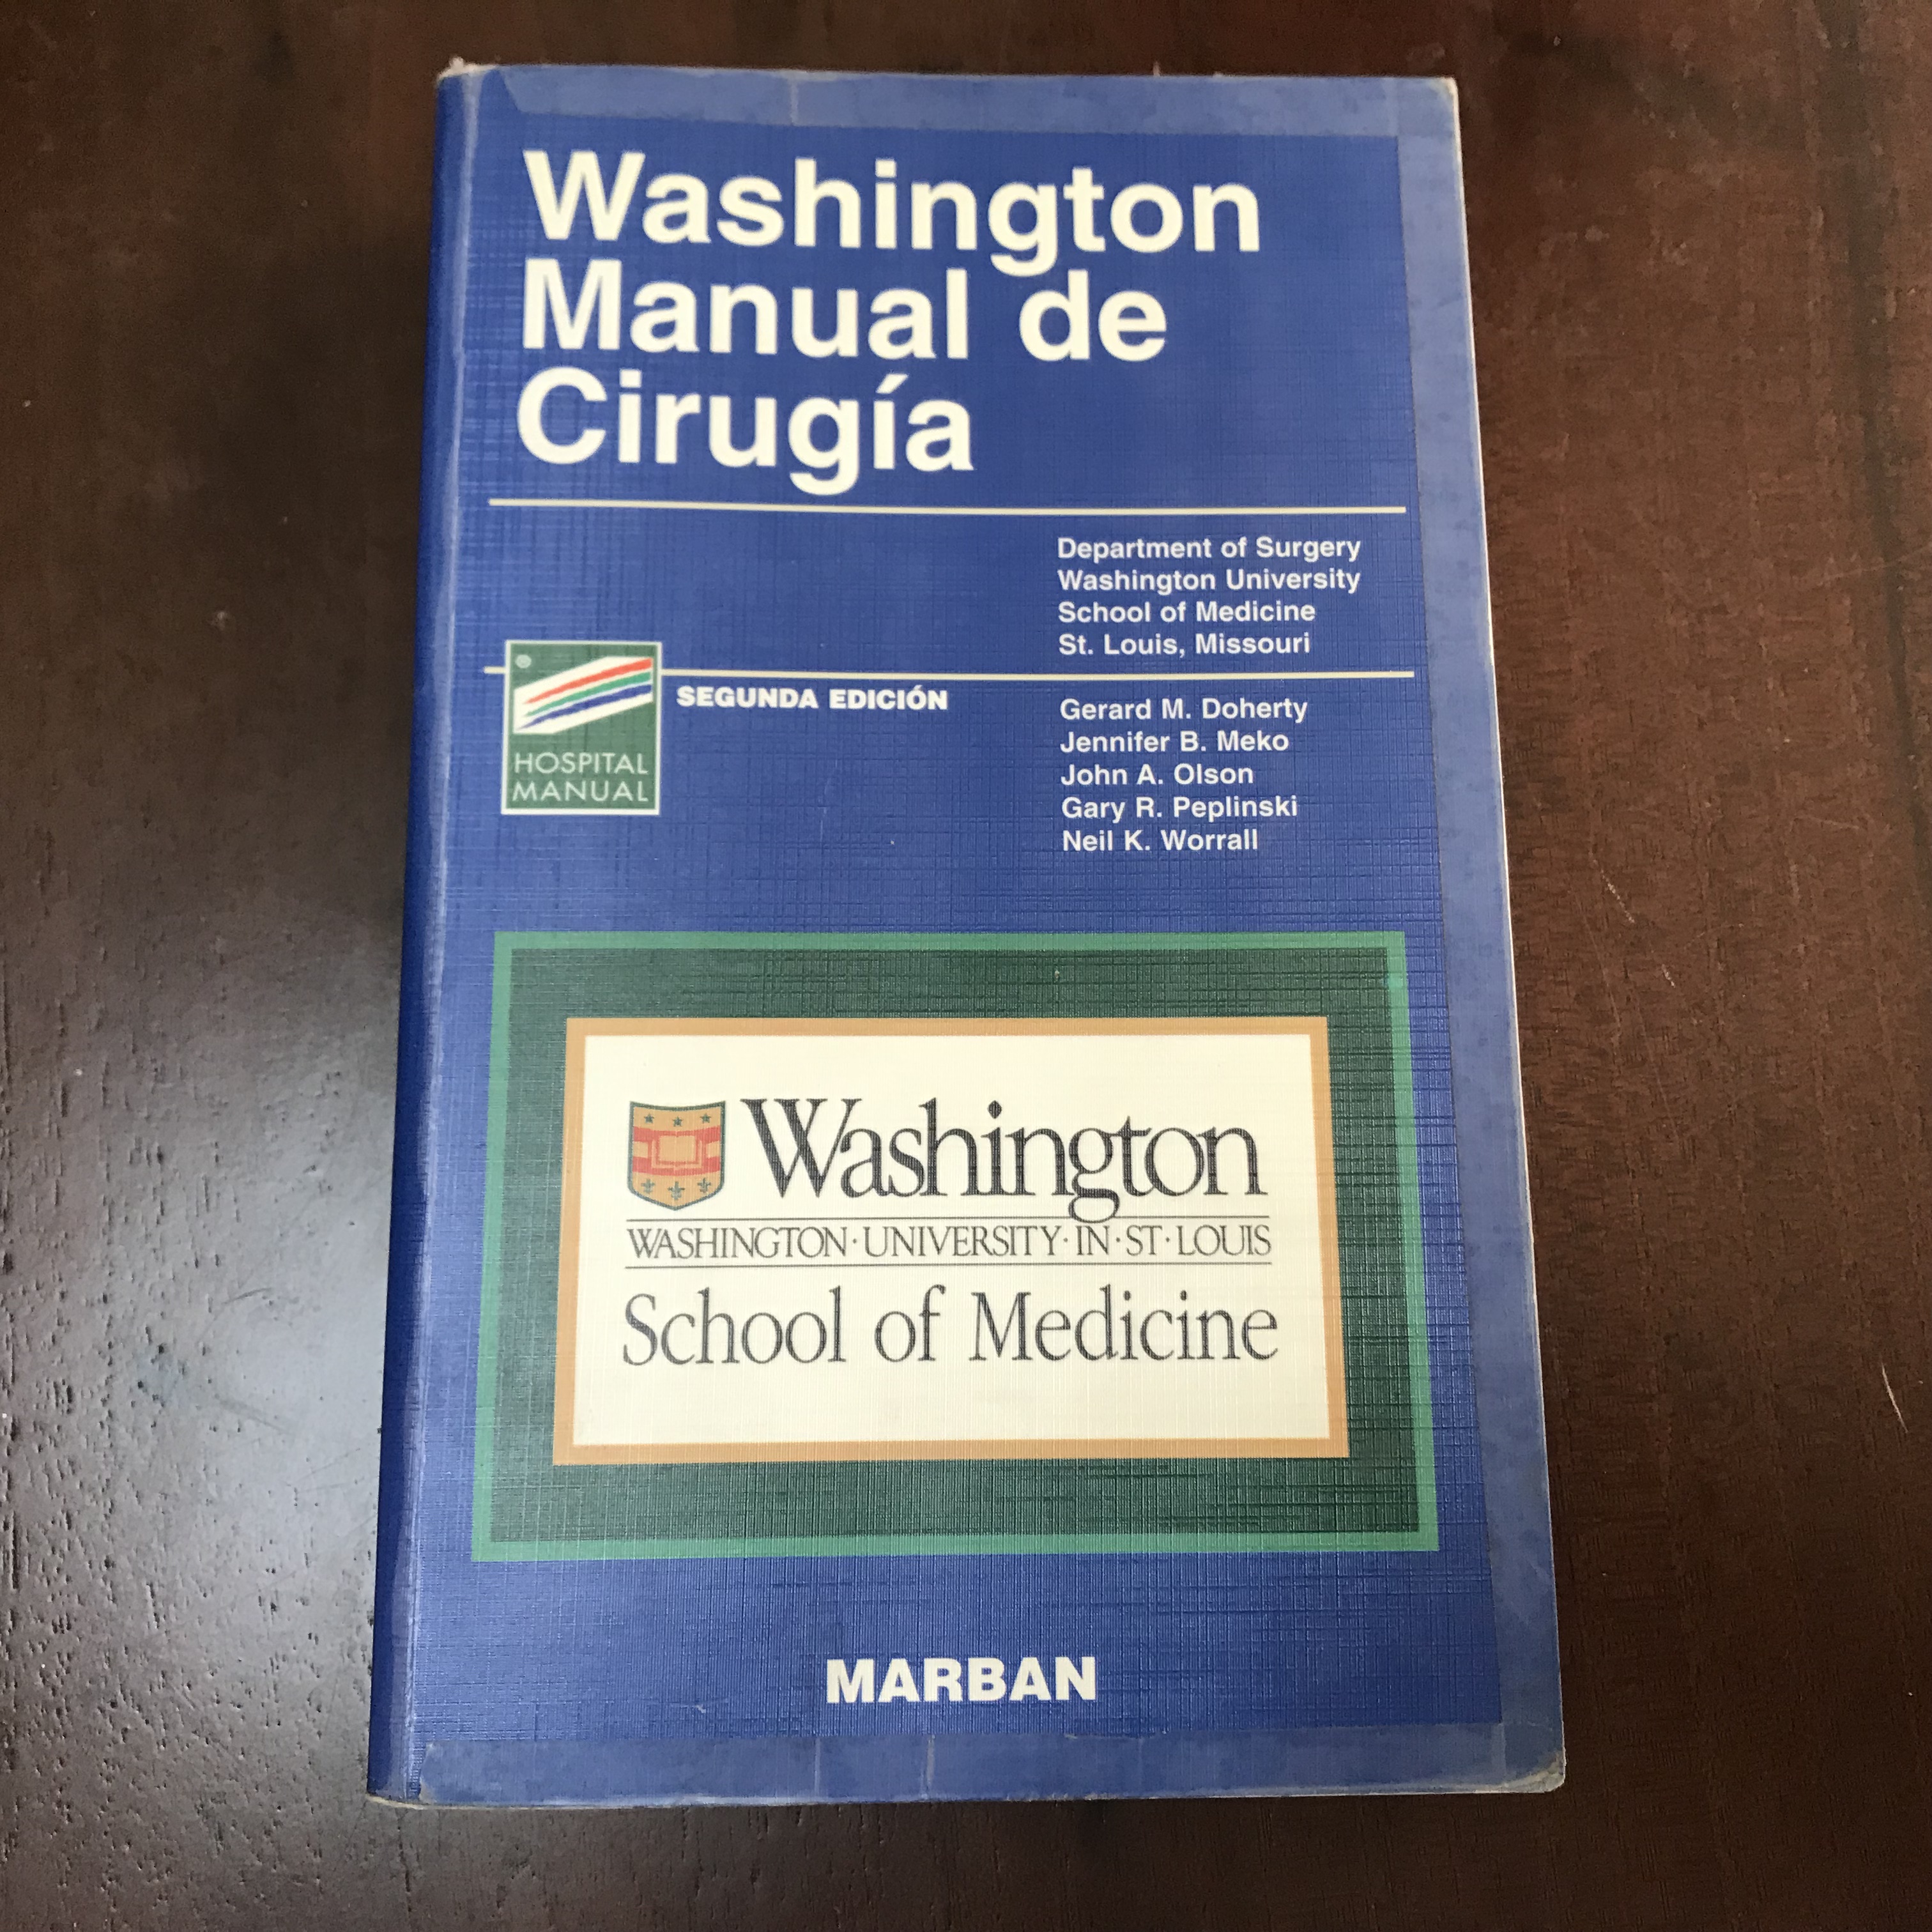 Washington
Manual de
Cirugía
Department of Surgery
Washington University
School of Medicine
St. Louis, Missouri
®
HOSPITAL
MANUAL
SEGUNDA EDICIÓN
Gerard M. Doherty
Jennifer B. Meko
John A. Olson
Gary R. Peplinski
Neil K. Worrall
Washington
WASHINGTON·UNIVERSITY·IN·ST·LOUIS
School of Medicine
MARBAN